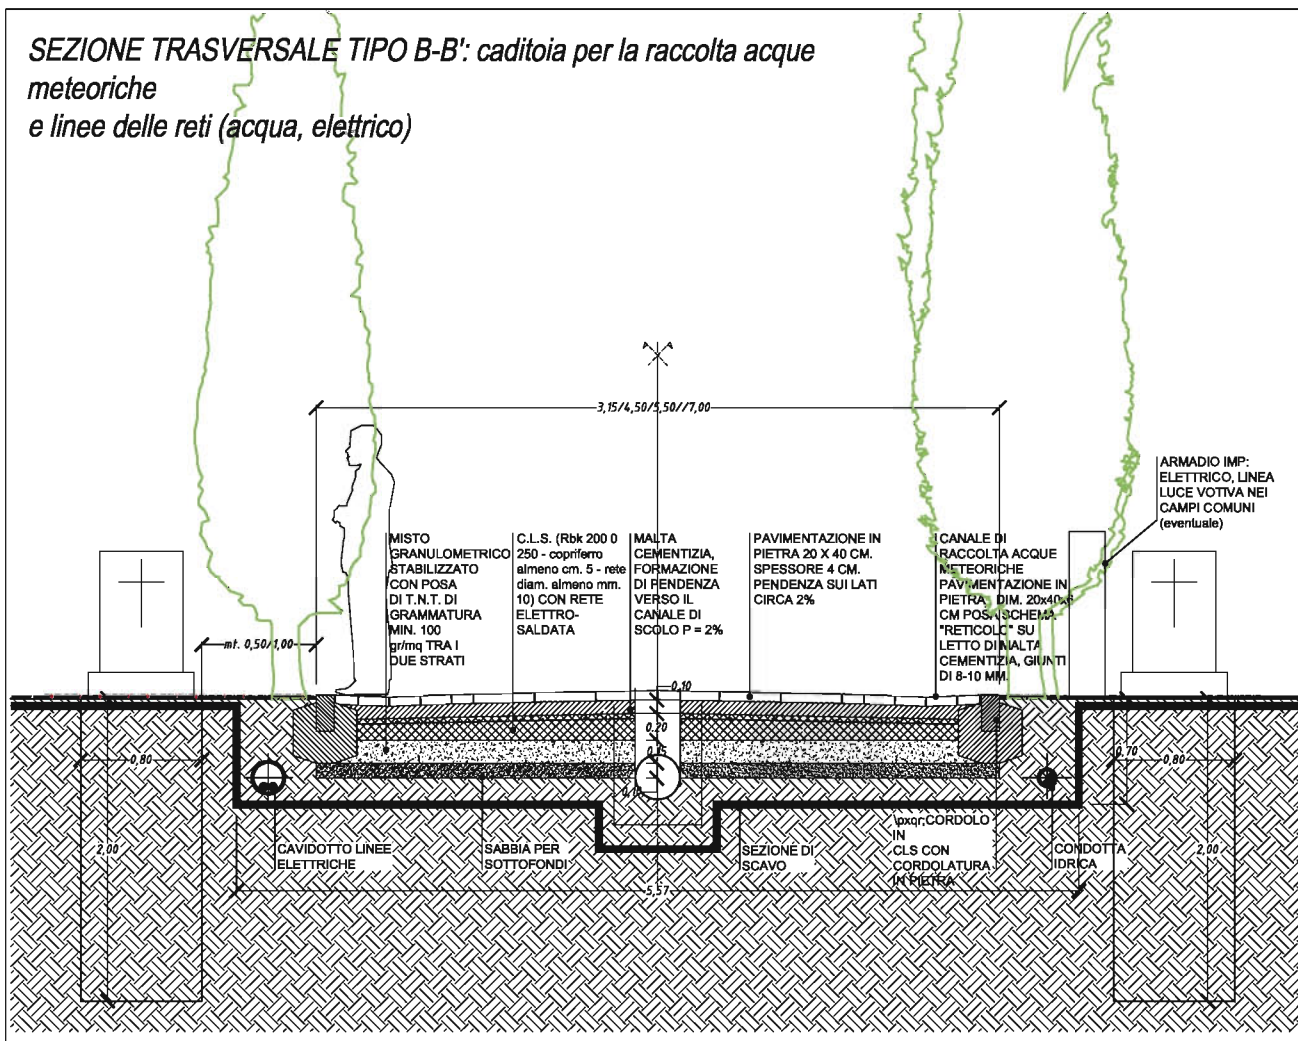 SEZIONE TRASVERSALE TIPO B-B': caditoia per la raccolta acque
meteoriche
e linee delle reti (acqua, elettrico)
3,15/4,50/5,50//7,00
ARMADIO IMP:
ELETTRICO, LINEA
LUCE VOTIVA NEI
CAMPI COMUNI
(eventuale)
MISTO
GRANULOMETRICO
STABILIZZATO
CON POSA
DI T.N.T. DI
GRAMMATURA
MIN. 100
gr/mq TRA I
DUE STRATI
C.L.S. (Rbk 200 0
250 - copriferro
almeno cm. 5 - rete
diam. almeno mm.
10) CON RETE
ELETTRO-
SALDATA
MALTA
CEMENTIZIA,
FORMAZIONE
DI PENDENZA
VERSO IL
CANALE DI
SCOLO P = 2%
PAVIMENTAZIONE IN
PIETRA 20 X 40 CM.
SPESSORE 4 CM.
PENDENZA SUI LATI
CIRCA 2%
CANALE DI
RACCOLTA ACQUE
METEORICHE
PAVIMENTAZIONE IN
PIETRA, DIM. 20x40x6
CM POSA SCHEMA
"RETICOLO" SU
LETTO DI MALTA
CEMENTIZIA, GIUNTI
DI 8-10 MM.
mt. 0,50/1,00
0,10
0,20
0,15
0,18
0,70
0,80
0,80
2,00
2,00
CAVIDOTTO LINEE
ELETTRICHE
SABBIA PER
SOTTOFONDI
SEZIONE DI
SCAVO
\pxqr;CORDOLO
IN
CLS CON
CORDOLATURA
IN PIETRA
CONDOTTA
IDRICA
5,57